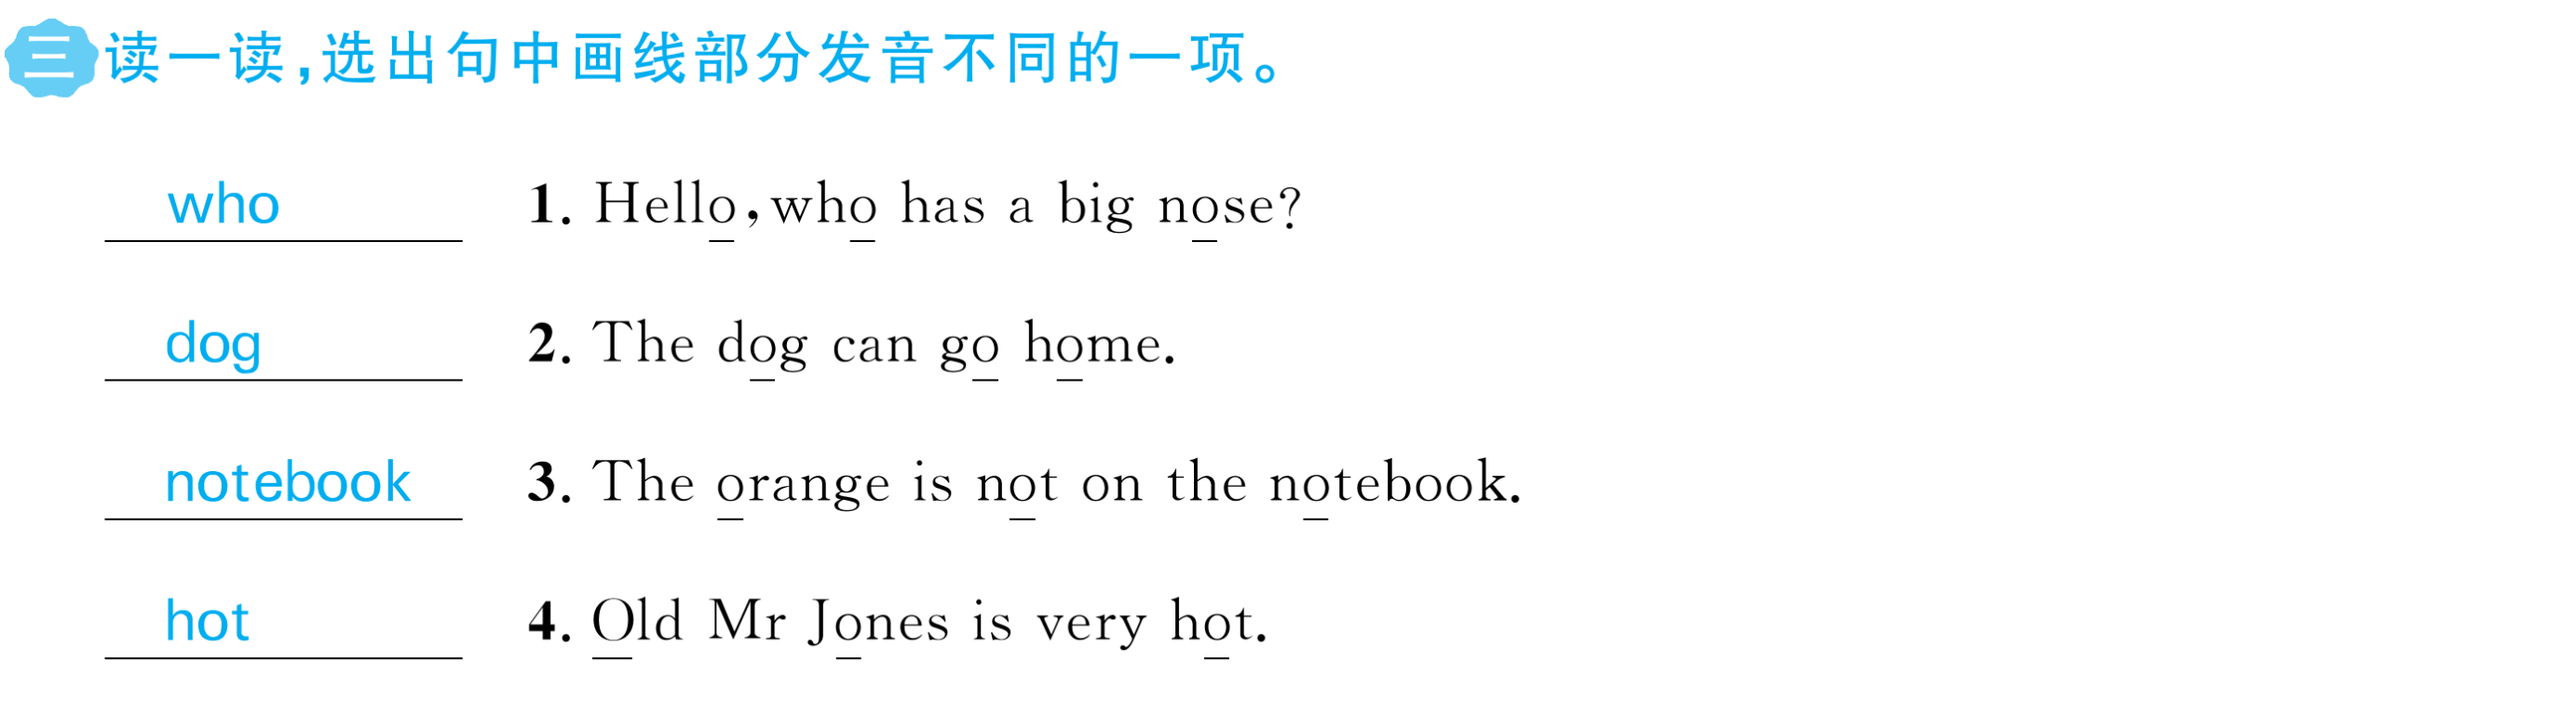 三 读一读,选出句中画线部分发音不同的一项。
who 1. Hello,who has a big nose?
dog 2. The dog can go home.
notebook 3. The orange is not on the notebook.
hot 4. Old Mr Jones is very hot.